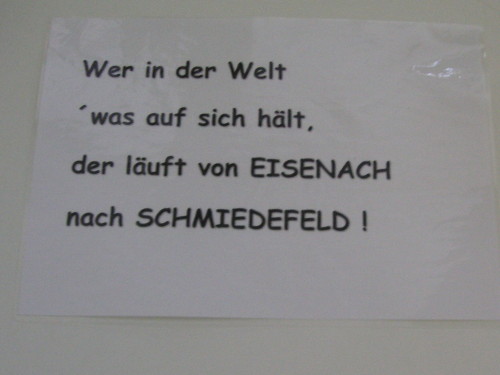 Wer in der Welt
´was auf sich hält,
der läuft von EISENACH
nach SCHMIEDEFELD !